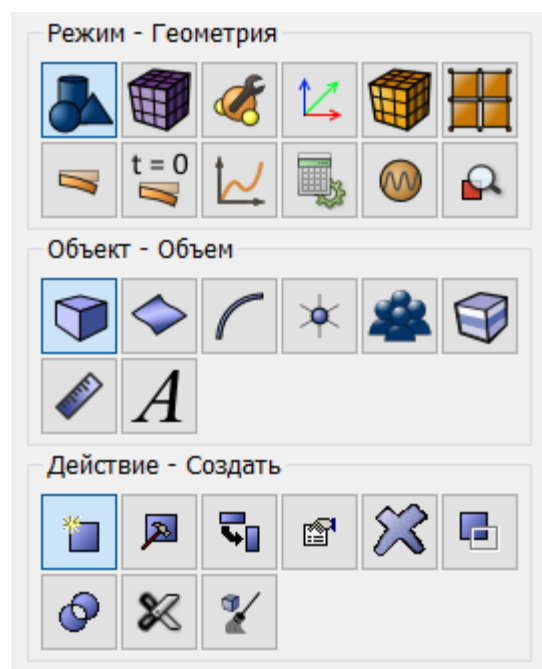 Режим - Геометрия
t = 0
Объект - Объем
A
Действие - Создать